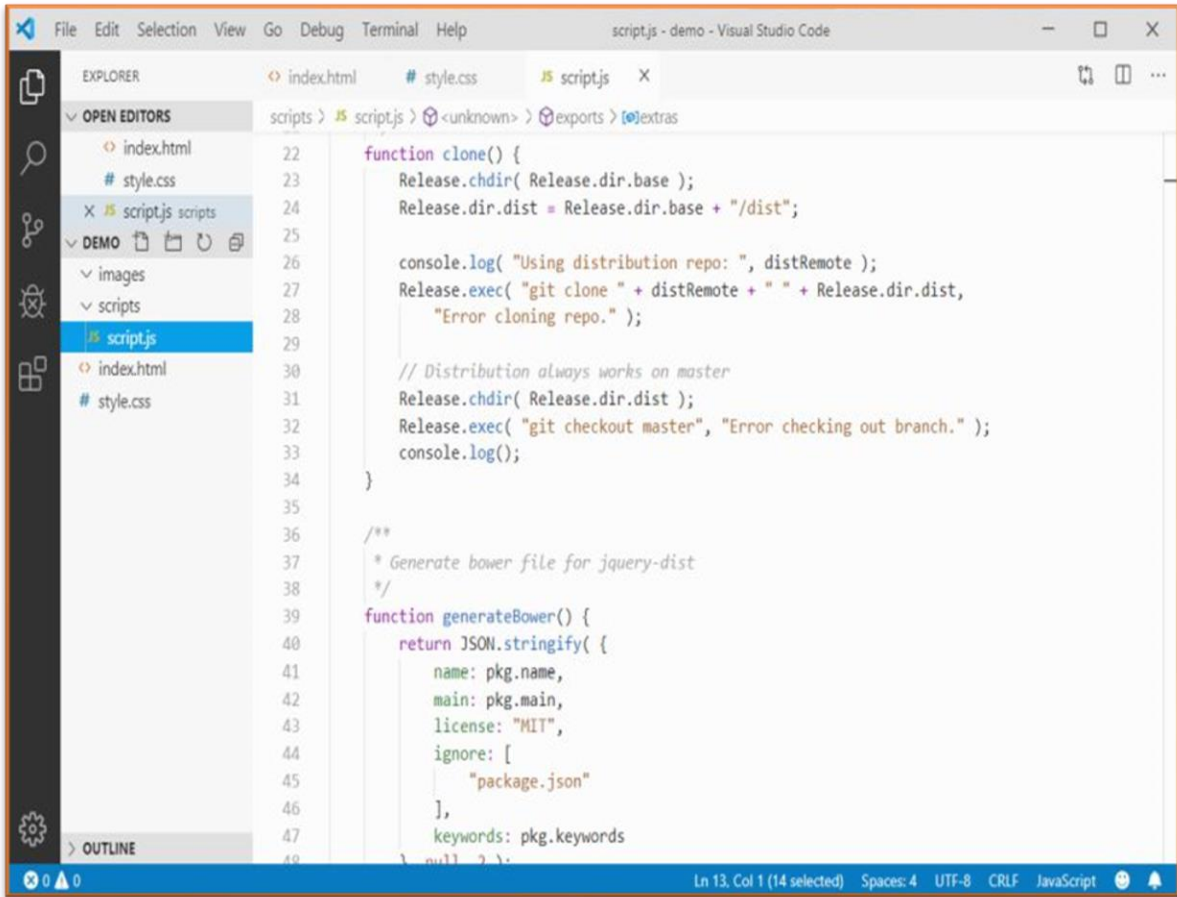 File Edit Selection View Go Debug Terminal Help script.js - demo - Visual Studio Code
EXPLORER
OPEN EDITORS
<> index.html
# style.css
X JS script.js scripts
DEMO
images
scripts
JS script.js
<> index.html
# style.css
OUTLINE
<> index.html # style.css JS script.js X
scripts > JS script.js > <unknown> > exports > extras
22 function clone() {
23 Release.chdir( Release.dir.base );
24 Release.dir.dist = Release.dir.base + "/dist";
25
26 console.log( "Using distribution repo: ", distRemote );
27 Release.exec( "git clone " + distRemote + " " + Release.dir.dist,
28 "Error cloning repo." );
29
30 // Distribution always works on master
31 Release.chdir( Release.dir.dist );
32 Release.exec( "git checkout master", "Error checking out branch." );
33 console.log();
34 }
35
36 /**
37 * Generate bower file for jquery-dist
38 */
39 function generateBower() {
40 return JSON.stringify( {
41 name: pkg.name,
42 main: pkg.main,
43 license: "MIT",
44 ignore: [
45 "package.json"
46 ],
47 keywords: pkg.keywords
48 }, null, 2 );
0 0 Ln 13, Col 1 (14 selected) Spaces: 4 UTF-8 CRLF JavaScript